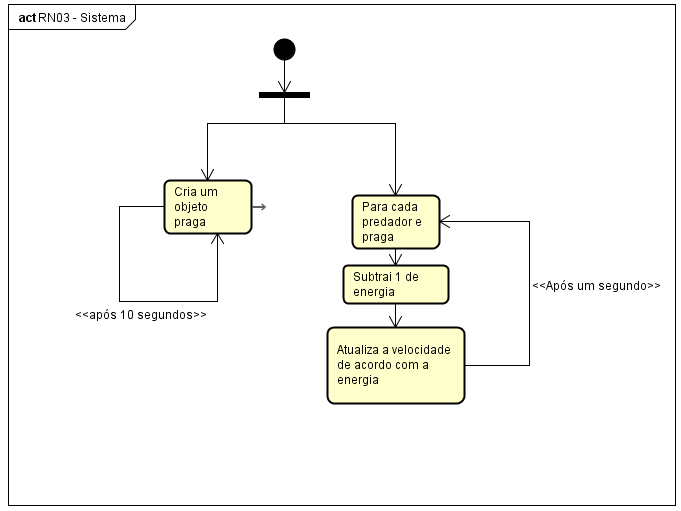 act RN03 - Sistema
Cria um
objeto
praga
<<após 10 segundos>>
Para cada
predador e
praga
Subtrai 1 de
energia
<<Após um segundo>>
Atualiza a velocidade
de acordo com a
energia